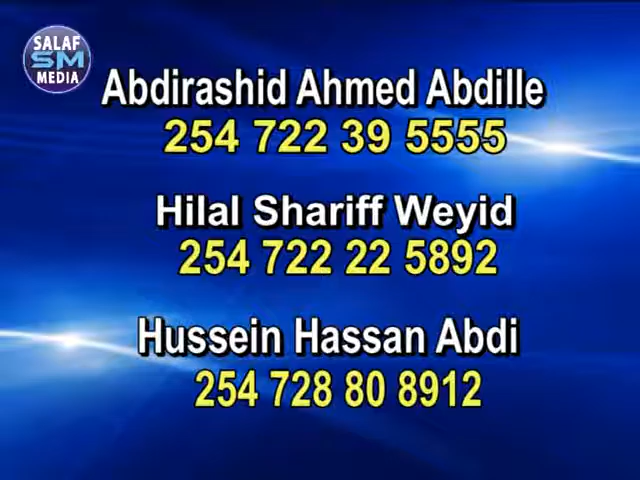 SALAF
SM
MEDIA
Abdirashid Ahmed Abdille
254 722 39 5555
Hilal Shariff Weyid
254 722 22 5892
Hussein Hassan Abdi
254 728 80 8912